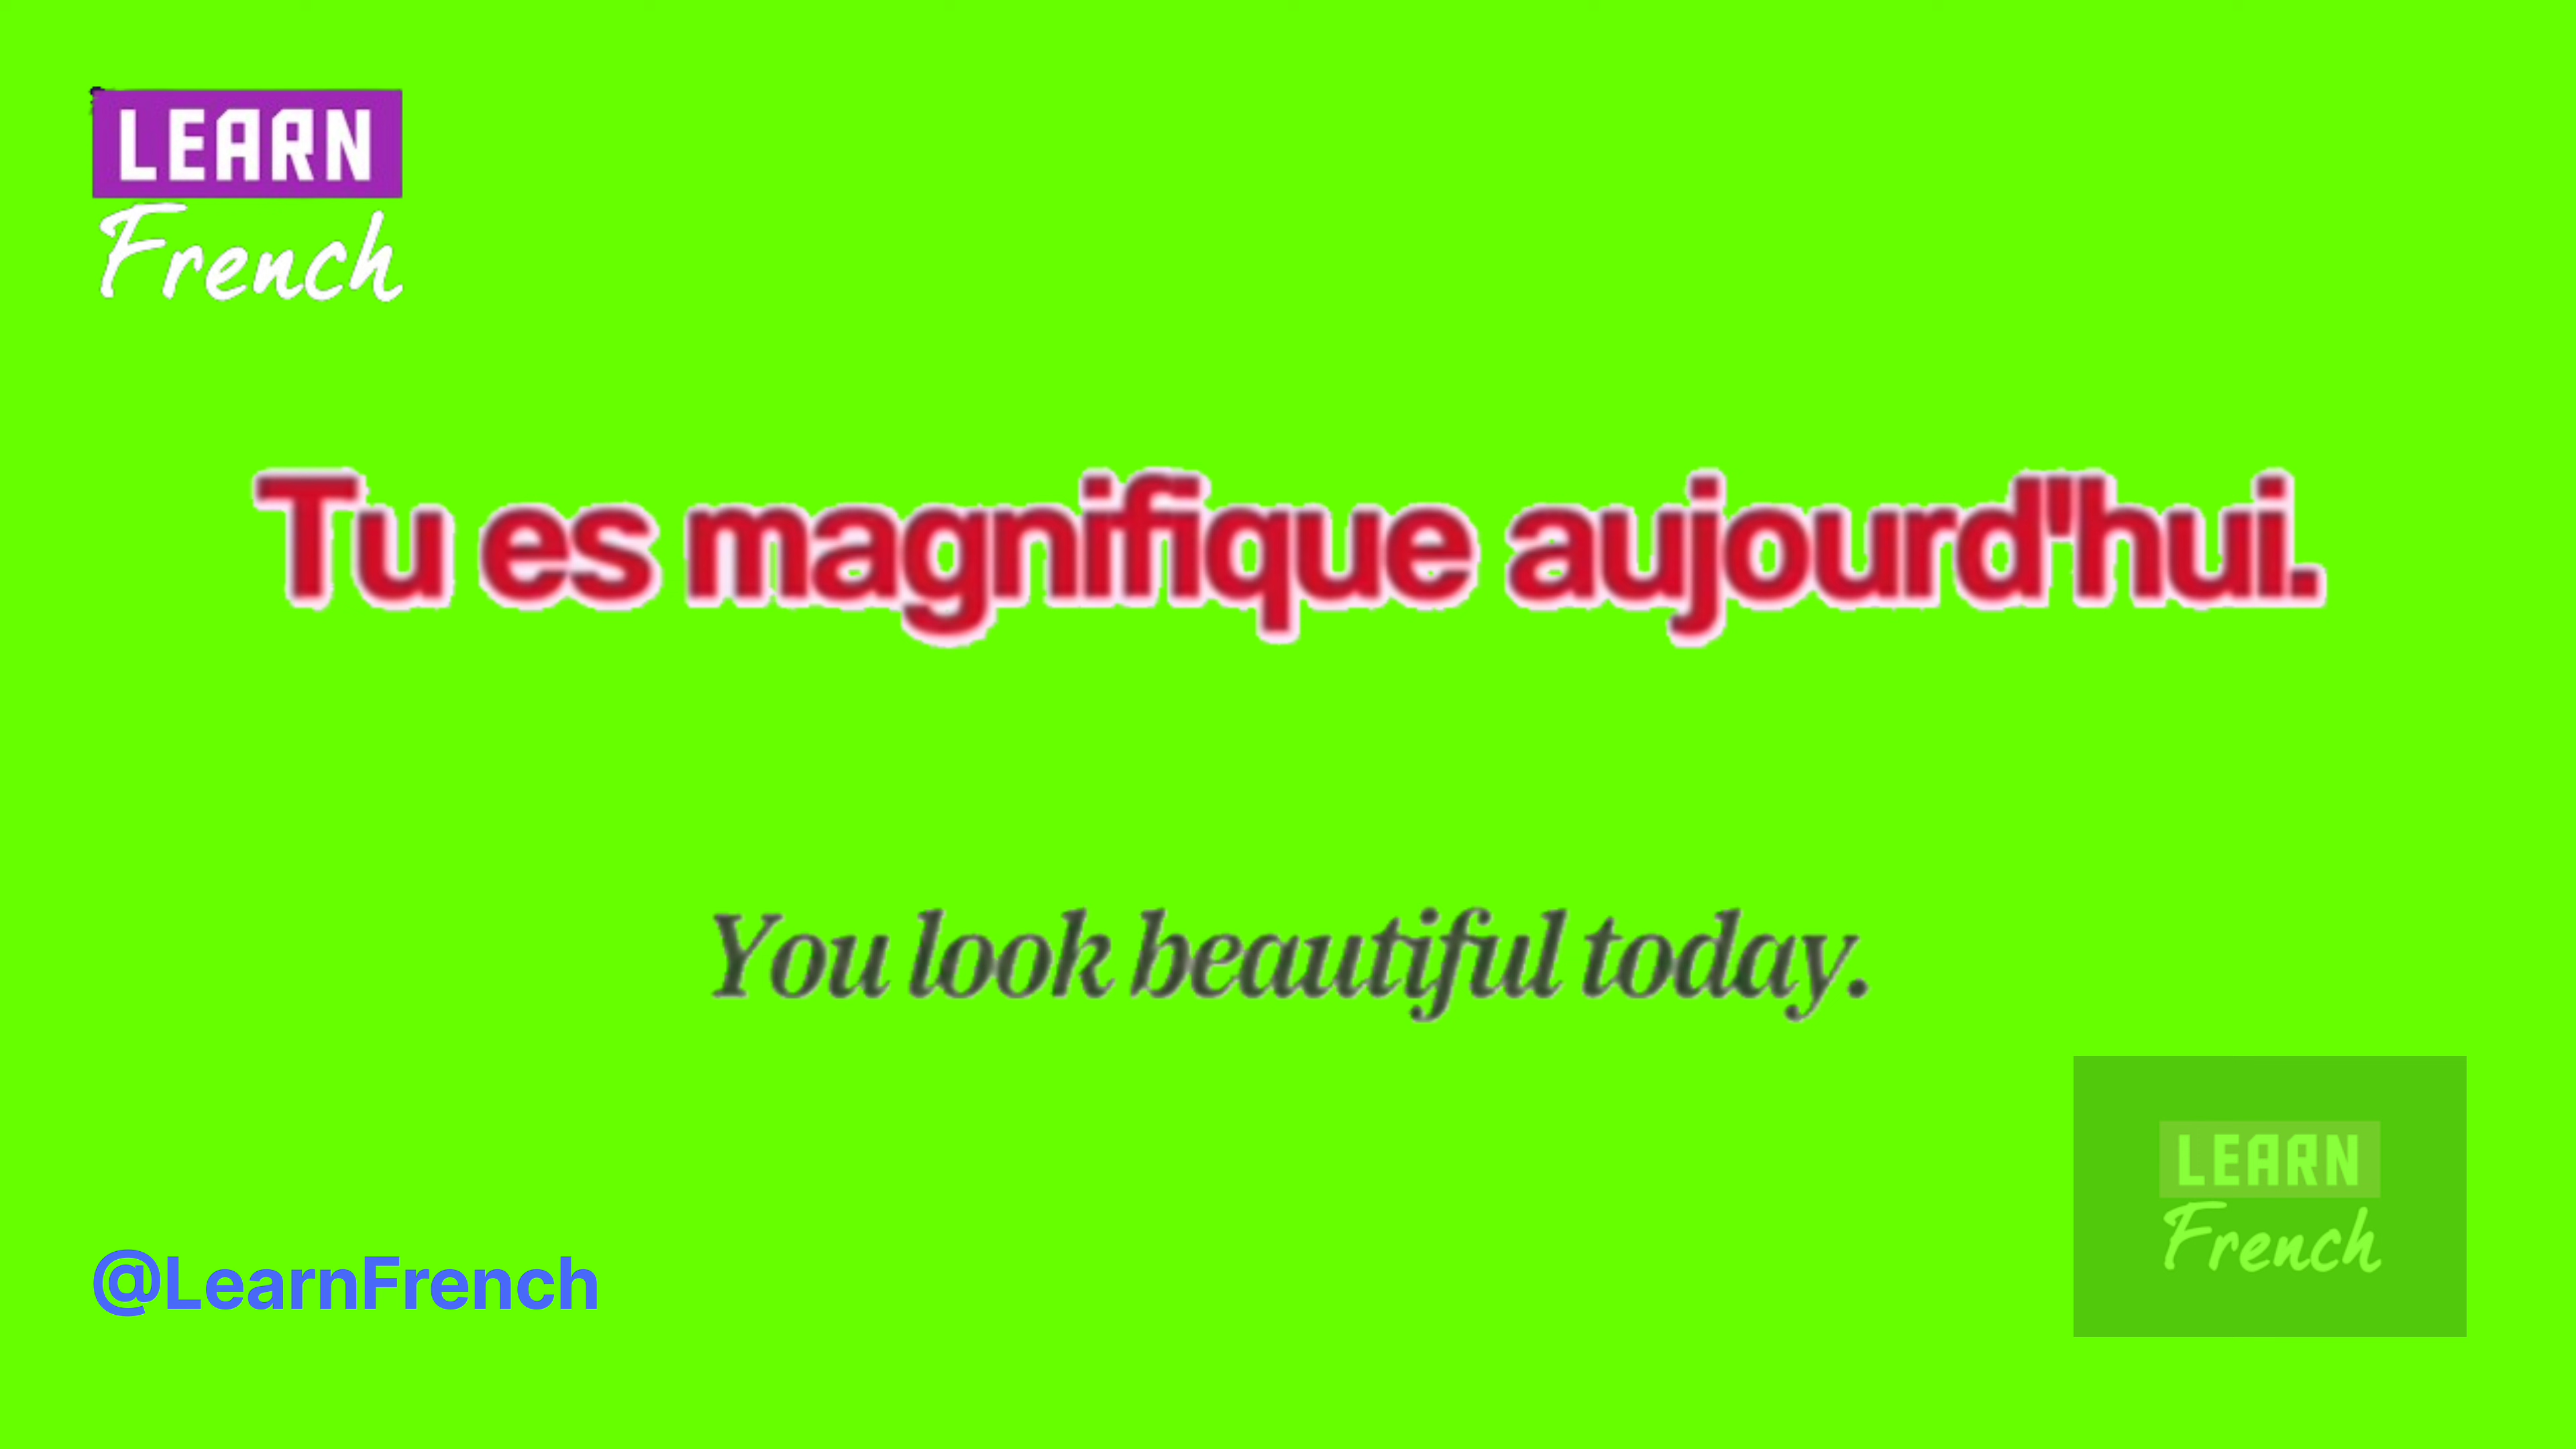 LEARN
French
Tu es magnifique aujourd'hui.
You look beautiful today.
LEARN
French
@LearnFrench